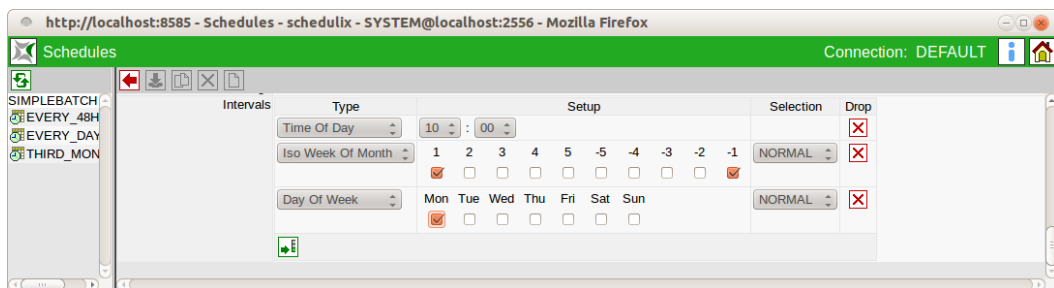 http://localhost:8585 - Schedules - schedulix - SYSTEM@localhost:2556 - Mozilla Firefox
Schedules Connection: DEFAULT
SIMPLEBATCH
EVERY_48H
EVERY_DAY
THIRD_MON
Intervals Type Setup Selection Drop
Time Of Day 10 : 00
Iso Week Of Month 1 2 3 4 5 -5 -4 -3 -2 -1 NORMAL
Day Of Week Mon Tue Wed Thu Fri Sat Sun NORMAL